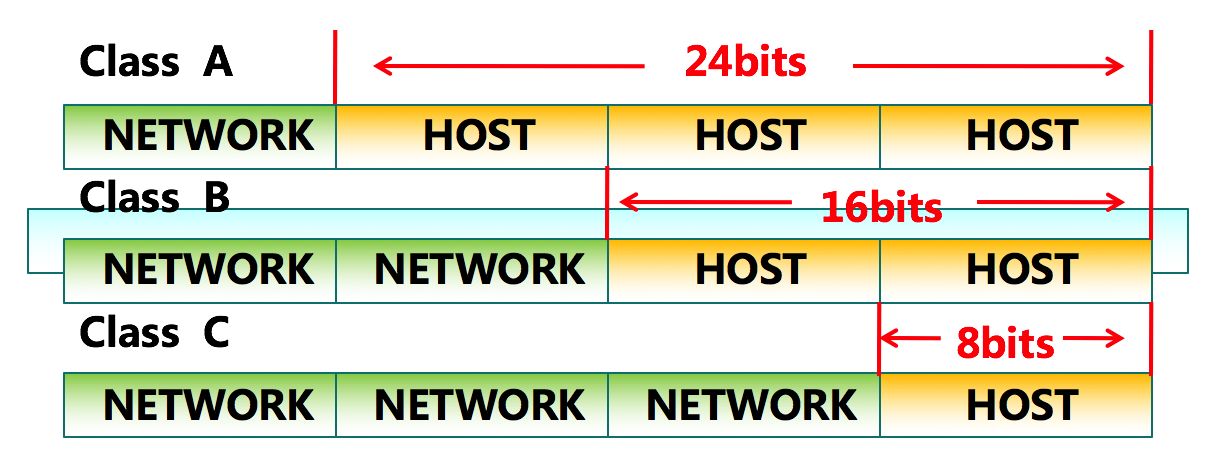 Class A
24bits
NETWORK HOST HOST HOST
Class B
16bits
NETWORK NETWORK HOST HOST
Class C
8bits
NETWORK NETWORK NETWORK HOST